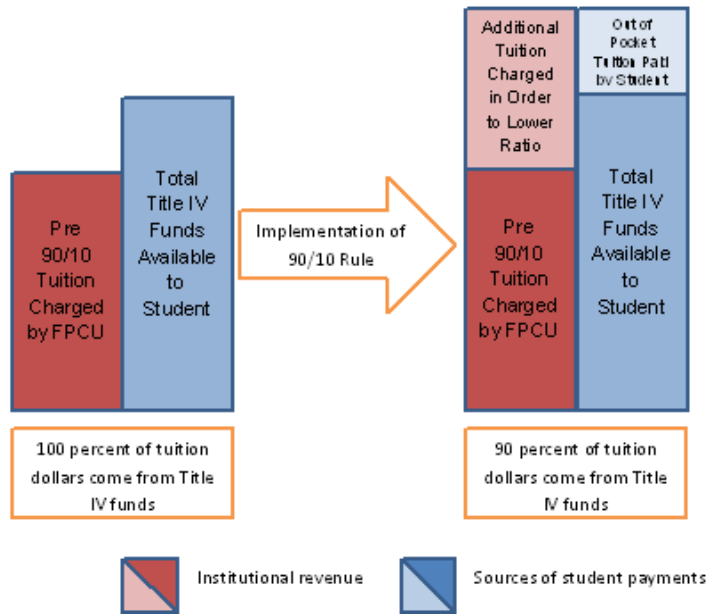 Pre
90/10
Tuition
Charged
by FPCU
Total
Title IV
Funds
Available
to
Student
100 percent of tuition
dollars come from Title
IV funds
Implementation of
90/10 Rule
Additional
Tuition
Charged
in Order
to Lower
Ratio
Out of
Pocket
Tuition Paid
by Student
Pre
90/10
Tuition
Charged
by FPCU
Total
Title IV
Funds
Available
to
Student
90 percent of tuition
dollars come from Title
IV funds
Institutional revenue
Sources of student payments